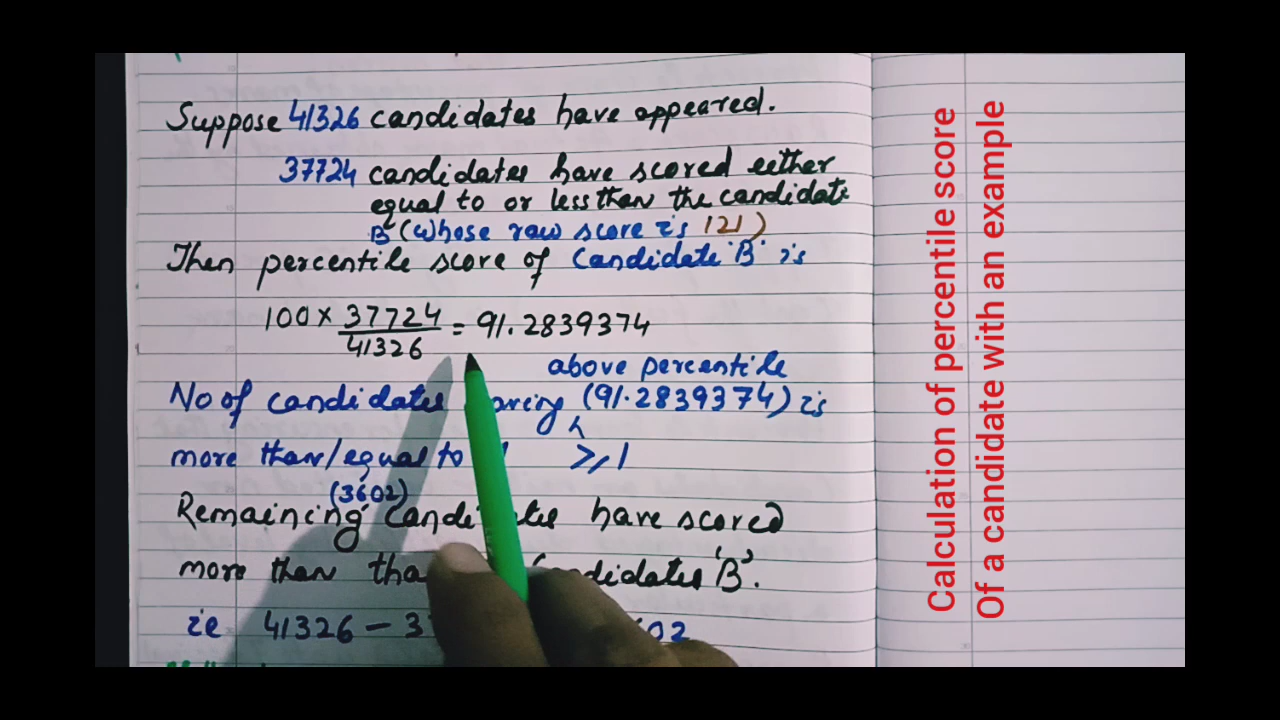 Suppose 41326 candidates have appeared.
37724 candidates have scored either
equal to or less than the candidate
B (Whose raw score is 121)
Then percentile score of Candidate 'B' is
100 × 37724 = 91.2839374
41326
above percentile
No of candidates (91.2839374) is
more than/equal to ≥ 1
(3602)
Remaining have scored
more than 'B'.
ie 41326 -
Calculation of percentile score
Of a candidate with an example